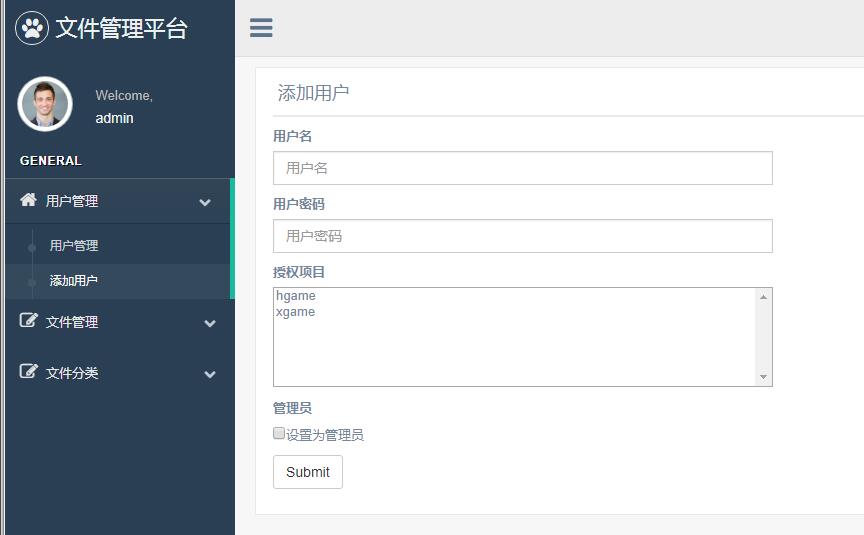 文件管理平台
Welcome,
admin
GENERAL
用户管理
用户管理
添加用户
文件管理
文件分类
添加用户
用户名
用户名
用户密码
用户密码
授权项目
hgame
xgame
管理员
设置为管理员
Submit